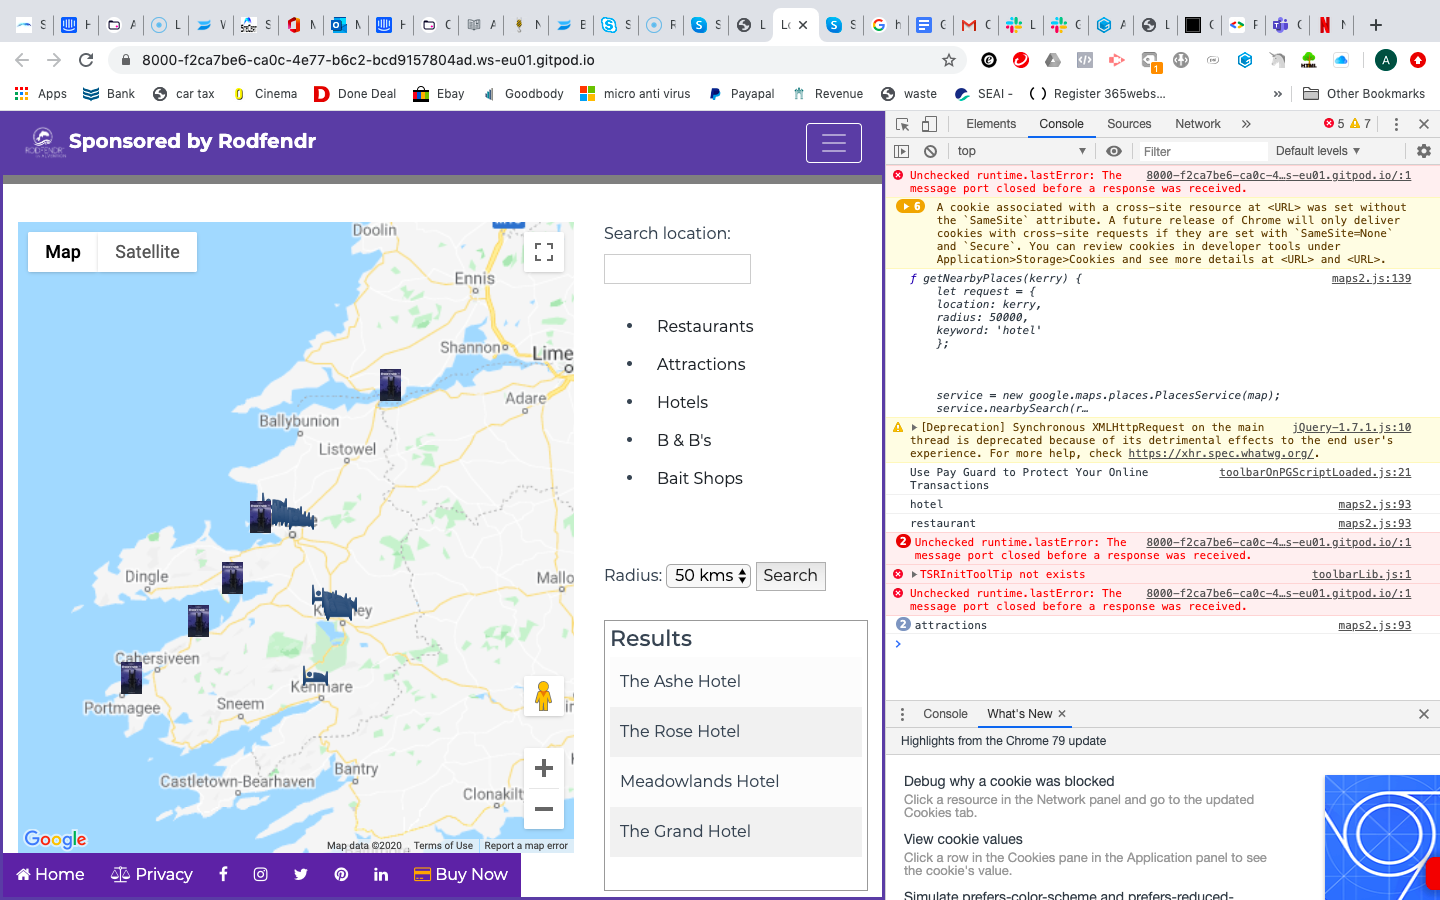 8000-f2ca7be6-ca0c-4e77-b6c2-bcd9157804ad.ws-eu01.gitpod.io
Apps
Bank
car tax
Cinema
Done Deal
Ebay
Goodbody
micro anti virus
Payapal
Revenue
waste
SEAI -
Register 365webs...
»
Other Bookmarks
Sponsored by Rodfendr
Map
Satellite
Doolin
Ennis
Shannon
Lime
Adare
Ballybunion
Listowel
Dingle
Mallo
Cahersiveen
Kenmare
Portmagee
Sneem
Bantry
Castletown-Bearhaven
Clonakilt
Google
Map data ©2020
Terms of Use
Report a map error
Search location:
• Restaurants
• Attractions
• Hotels
• B & B's
• Bait Shops
Radius: 50 kms Search
Results
The Ashe Hotel
The Rose Hotel
Meadowlands Hotel
The Grand Hotel
Home
Privacy
Buy Now
Elements
Console
Sources
Network
»
5
7
top
Filter
Default levels
Unchecked runtime.lastError: The 8000-f2ca7be6-ca0c-4…s-eu01.gitpod.io/:1
message port closed before a response was received.
6 A cookie associated with a cross-site resource at <URL> was set without
the `SameSite` attribute. A future release of Chrome will only deliver
cookies with cross-site requests if they are set with `SameSite=None`
and `Secure`. You can review cookies in developer tools under
Application>Storage>Cookies and see more details at <URL> and <URL>.
ƒ getNearbyPlaces(kerry) { maps2.js:139
let request = {
location: kerry,
radius: 50000,
keyword: 'hotel'
};
service = new google.maps.places.PlacesService(map);
service.nearbySearch(r…
[Deprecation] Synchronous XMLHttpRequest on the main jQuery-1.7.1.js:10
thread is deprecated because of its detrimental effects to the end user's
experience. For more help, check https://xhr.spec.whatwg.org/.
Use Pay Guard to Protect Your Online toolbarOnPGScriptLoaded.js:21
Transactions
hotel maps2.js:93
restaurant maps2.js:93
2 Unchecked runtime.lastError: The 8000-f2ca7be6-ca0c-4…s-eu01.gitpod.io/:1
message port closed before a response was received.
TSRInitToolTip not exists toolbarLib.js:1
Unchecked runtime.lastError: The 8000-f2ca7be6-ca0c-4…s-eu01.gitpod.io/:1
message port closed before a response was received.
2 attractions maps2.js:93
Console
What's New
Highlights from the Chrome 79 update
Debug why a cookie was blocked
Click a resource in the Network panel and go to the updated
Cookies tab.
View cookie values
Click a row in the Cookies pane in the Application panel to see
the cookie's value.
Simulate prefers-color-scheme and prefers-reduced-